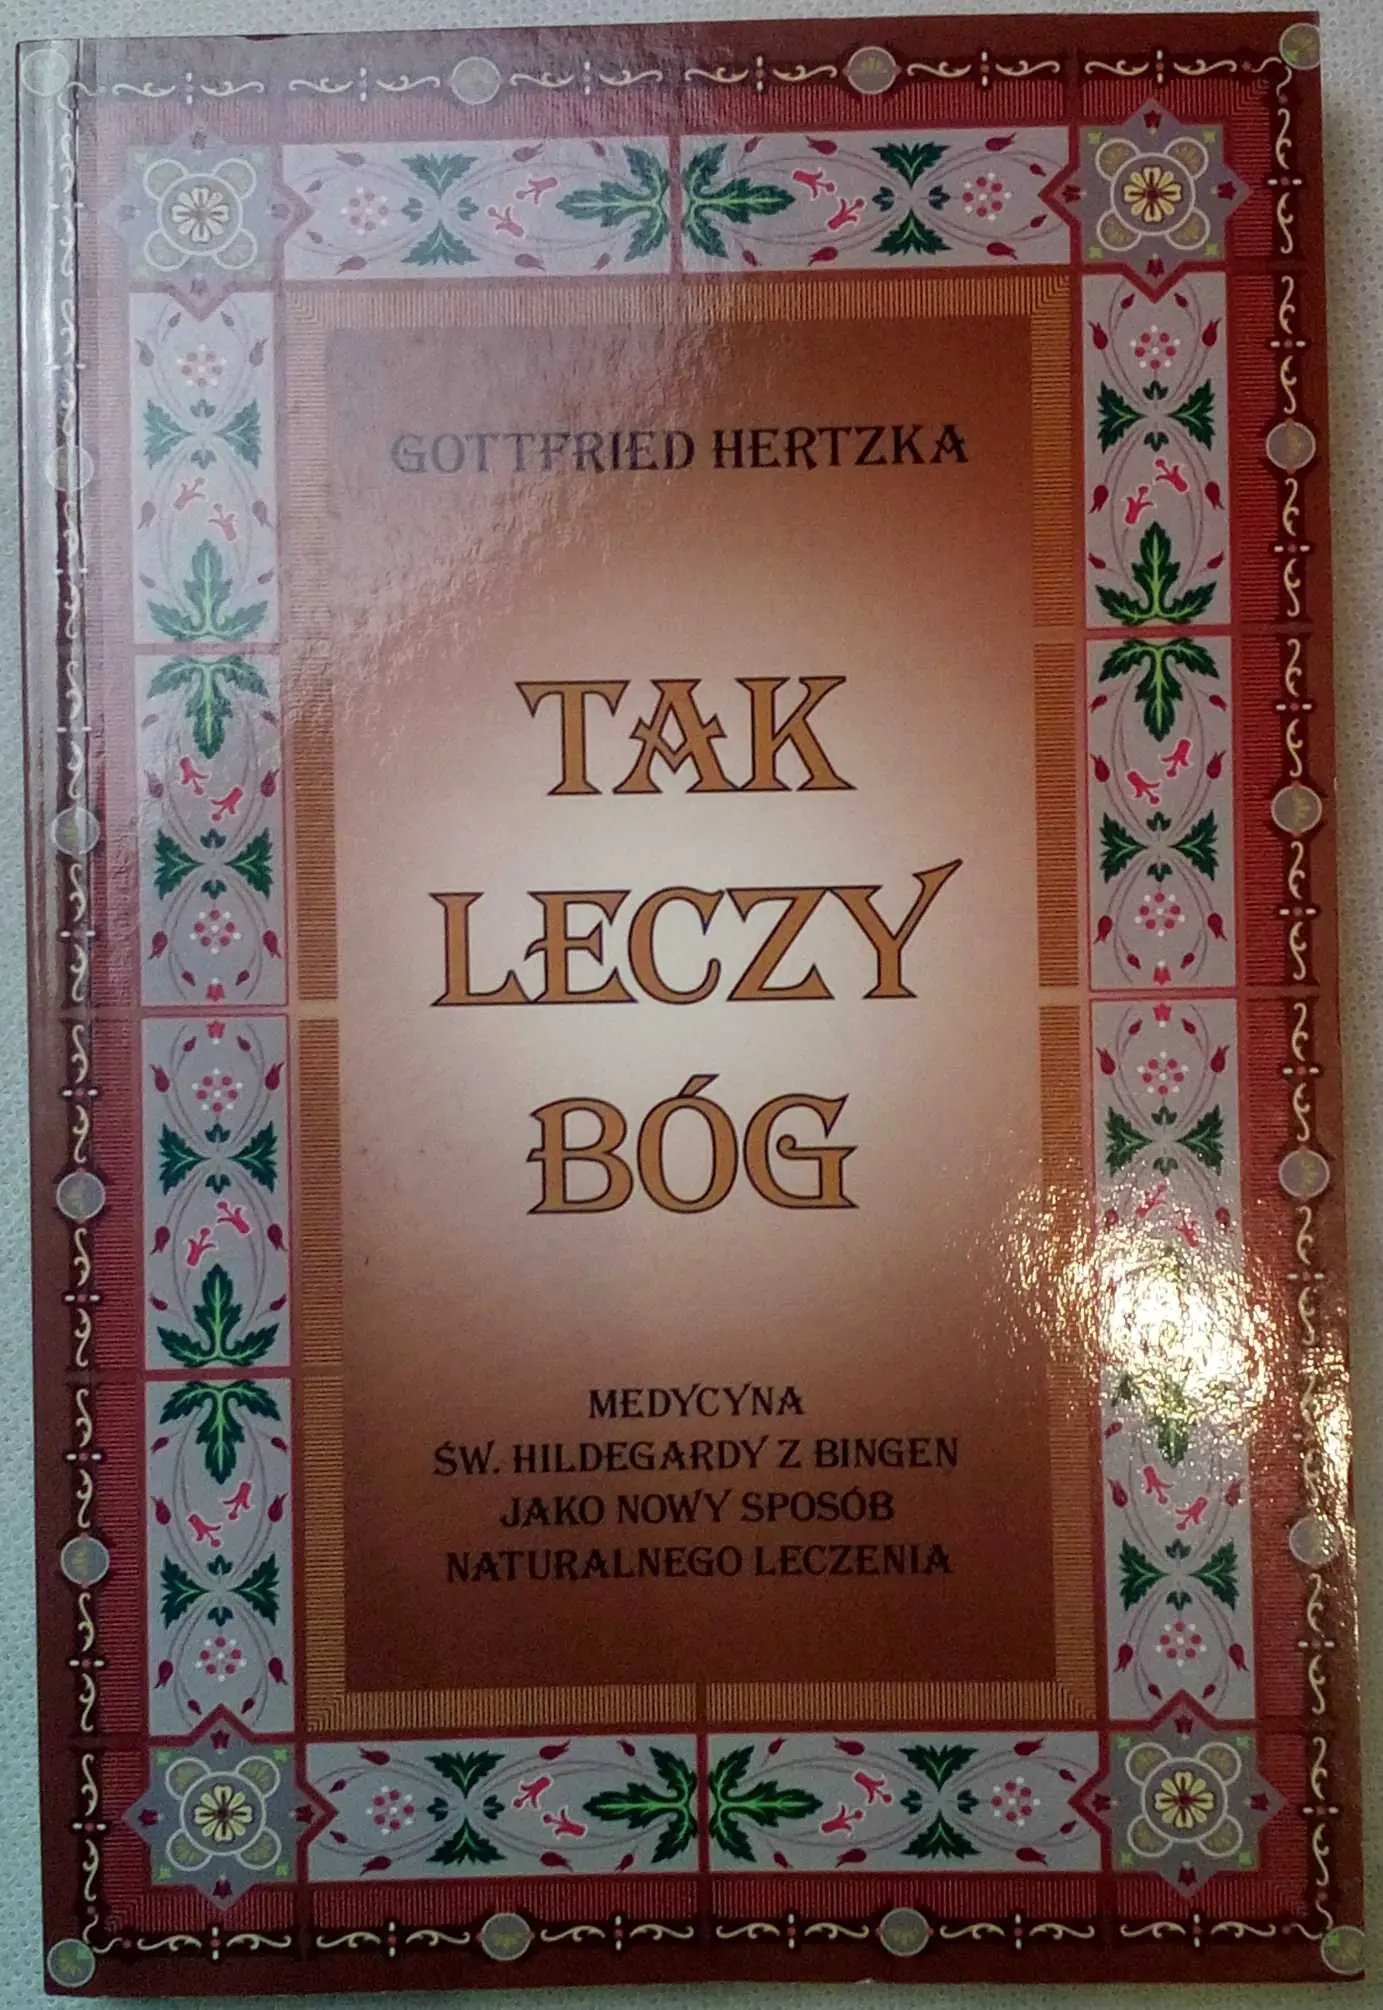 GOTTFRIED HERTZKA
TAK
LECZY
BÓG
MEDYCYNA
ŚW. HILDEGARDY Z BINGEN
JAKO NOWY SPOSÓB
NATURALNEGO LECZENIA